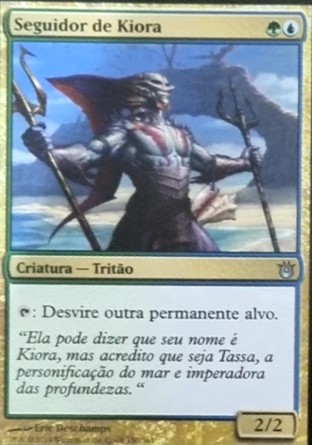 Seguidor de Kiora
Criatura — Tritão
: Desvire outra permanente alvo.
“Ela pode dizer que seu nome é
Kiora, mas acredito que seja Tassa, a
personificação do mar e imperadora
das profundezas.“
Eric Deschamps
2/2